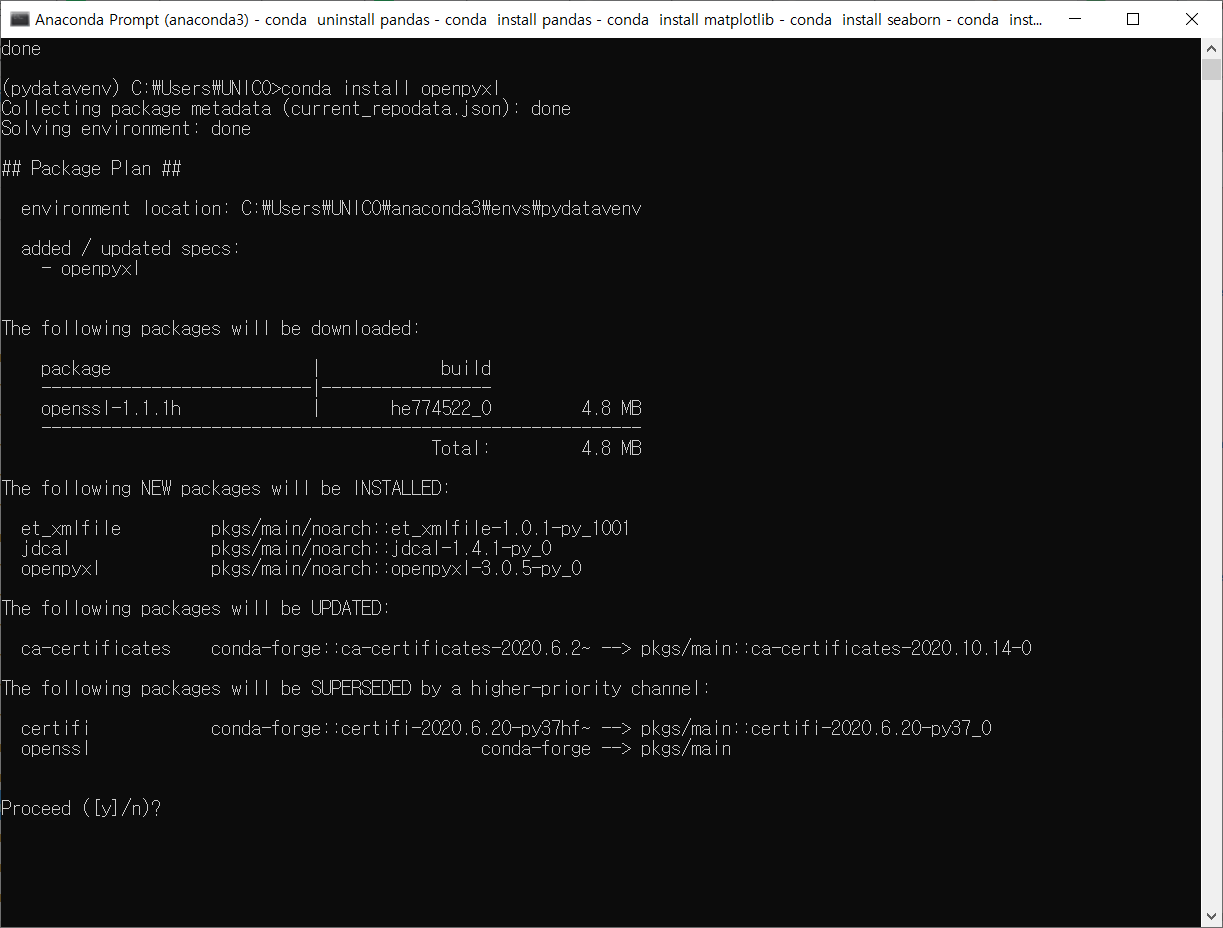 Anaconda Prompt (anaconda3) - conda  uninstall pandas - conda  install pandas - conda  install matplotlib - conda  install seaborn - conda  inst...
done
(pydatavenv) C:₩Users₩UNICO>conda install openpyxl
Collecting package metadata (current_repodata.json): done
Solving environment: done
## Package Plan ##
  environment location: C:₩Users₩UNICO₩anaconda3₩envs₩pydatavenv
  added / updated specs:
    - openpyxl
The following packages will be downloaded:
    package                    |            build
    ---------------------------|-----------------
    openssl-1.1.1h             |       he774522_0         4.8 MB
    ------------------------------------------------------------
                                           Total:         4.8 MB
The following NEW packages will be INSTALLED:
  et_xmlfile         pkgs/main/noarch::et_xmlfile-1.0.1-py_1001
  jdcal              pkgs/main/noarch::jdcal-1.4.1-py_0
  openpyxl           pkgs/main/noarch::openpyxl-3.0.5-py_0
The following packages will be UPDATED:
  ca-certificates    conda-forge::ca-certificates-2020.6.2~ --> pkgs/main::ca-certificates-2020.10.14-0
The following packages will be SUPERSEDED by a higher-priority channel:
  certifi            conda-forge::certifi-2020.6.20-py37hf~ --> pkgs/main::certifi-2020.6.20-py37_0
  openssl                                       conda-forge --> pkgs/main
Proceed ([y]/n)?